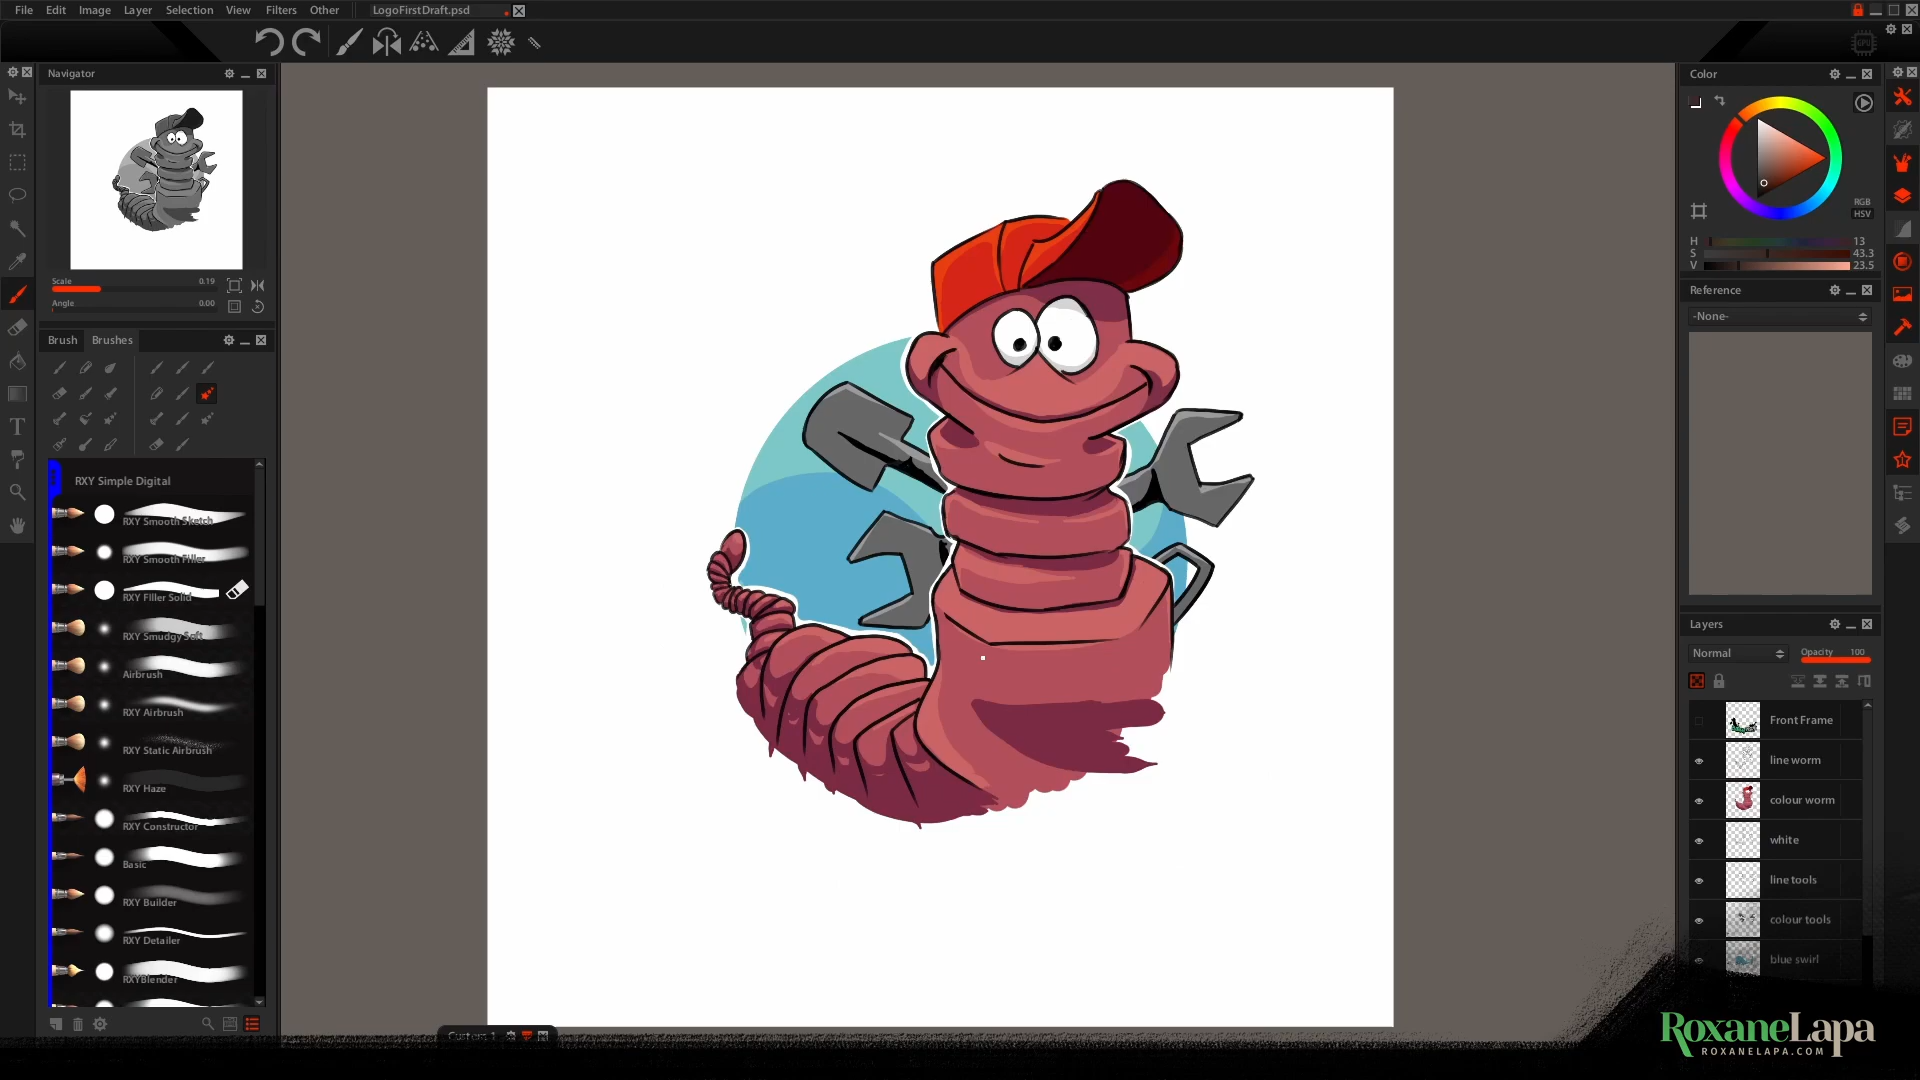 File Edit Image Layer Selection View Filters Other LogoFirstDraft.psd
Navigator
Scale 0.19
Angle 0.00
Brush Brushes
RXY Simple Digital
RXY Smooth Sketch
RXY Smooth Filler
RXY Filler Solid
RXY Smudgy Soft
Airbrush
RXY Airbrush
RXY Static Airbrush
RXY Haze
RXY Constructor
Basic
RXY Builder
RXY Detailer
RXYBlender
Custom 1
GPU
Color
RGB
HSV
H 13
S 43.3
V 23.5
Reference
-None-
Layers
Normal Opacity 100
Front Frame
line worm
colour worm
white
line tools
colour tools
blue swirl
RoxaneLapa
ROXANELAPA.COM